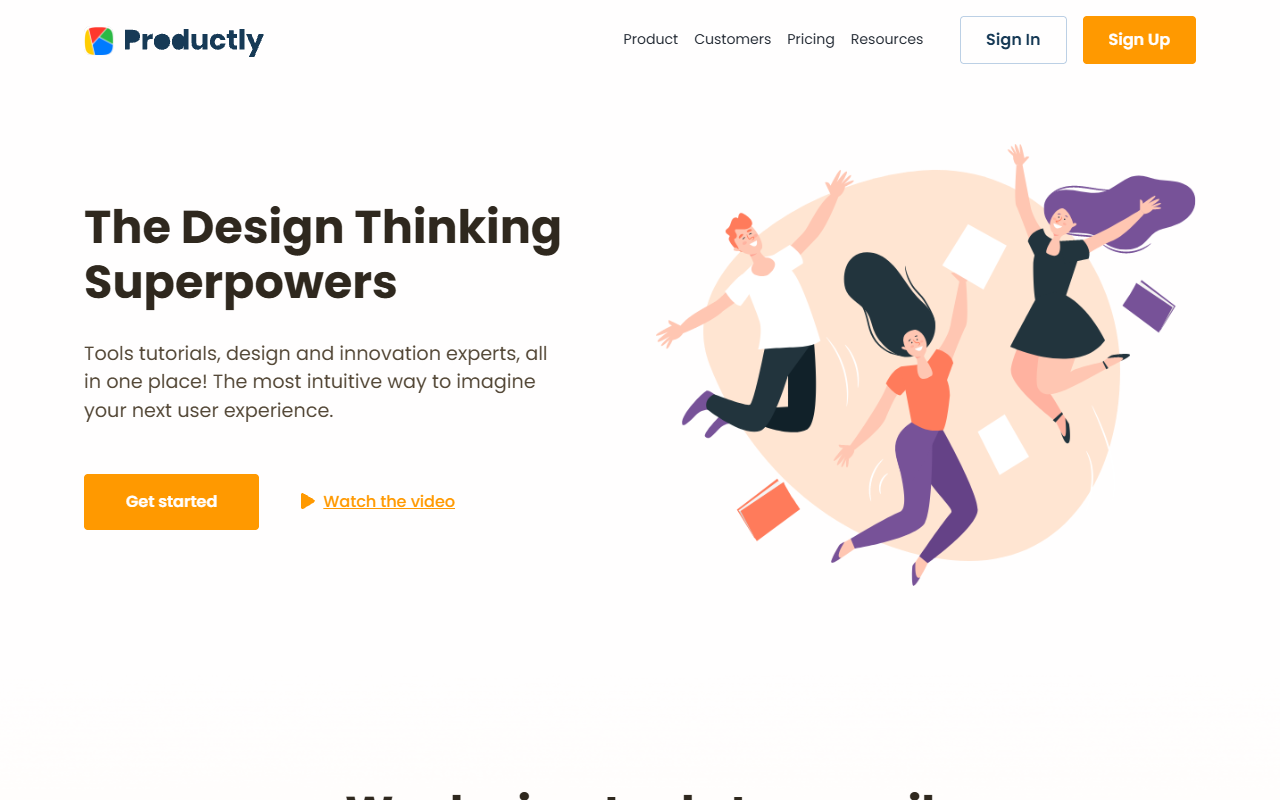 Productly
Product Customers Pricing Resources Sign In Sign Up
The Design Thinking
Superpowers
Tools tutorials, design and innovation experts, all
in one place! The most intuitive way to imagine
your next user experience.
Get started Watch the video